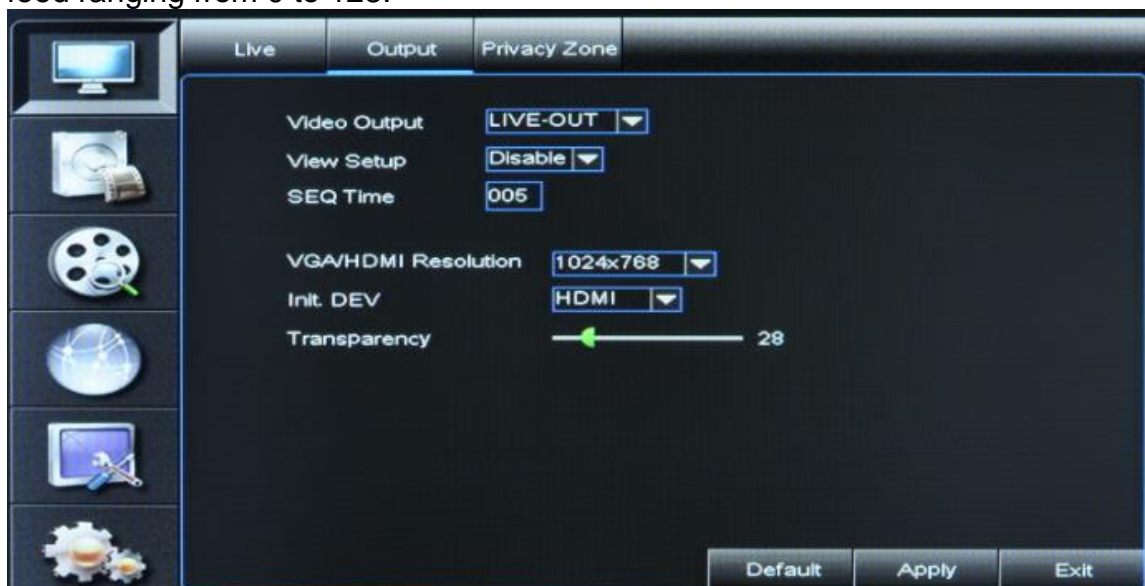 Live Output Privacy Zone
Video Output LIVE-OUT
View Setup Disable
SEQ Time 005
VGA/HDMI Resolution 1024x768
Init. DEV HDMI
Transparency 28
Default Apply Exit